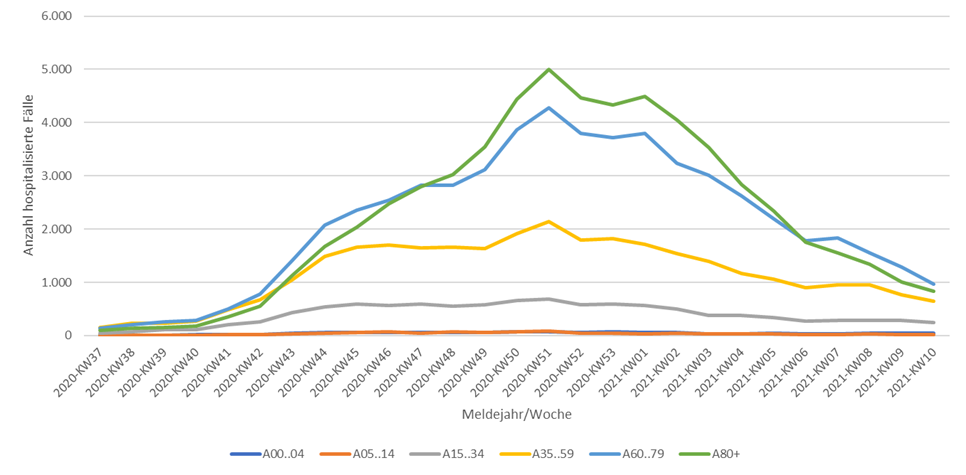 6.000
5.000
4.000
3.000
2.000
1.000
0
Anzahl hospitalisierte Fälle
2020-KW37
2020-KW38
2020-KW39
2020-KW40
2020-KW41
2020-KW42
2020-KW43
2020-KW44
2020-KW45
2020-KW46
2020-KW47
2020-KW48
2020-KW49
2020-KW50
2020-KW51
2020-KW52
2020-KW53
2021-KW01
2021-KW02
2021-KW03
2021-KW04
2021-KW05
2021-KW06
2021-KW07
2021-KW08
2021-KW09
2021-KW10
Meldejahr/Woche
A00..04 A05..14 A15..34 A35..59 A60..79 A80+